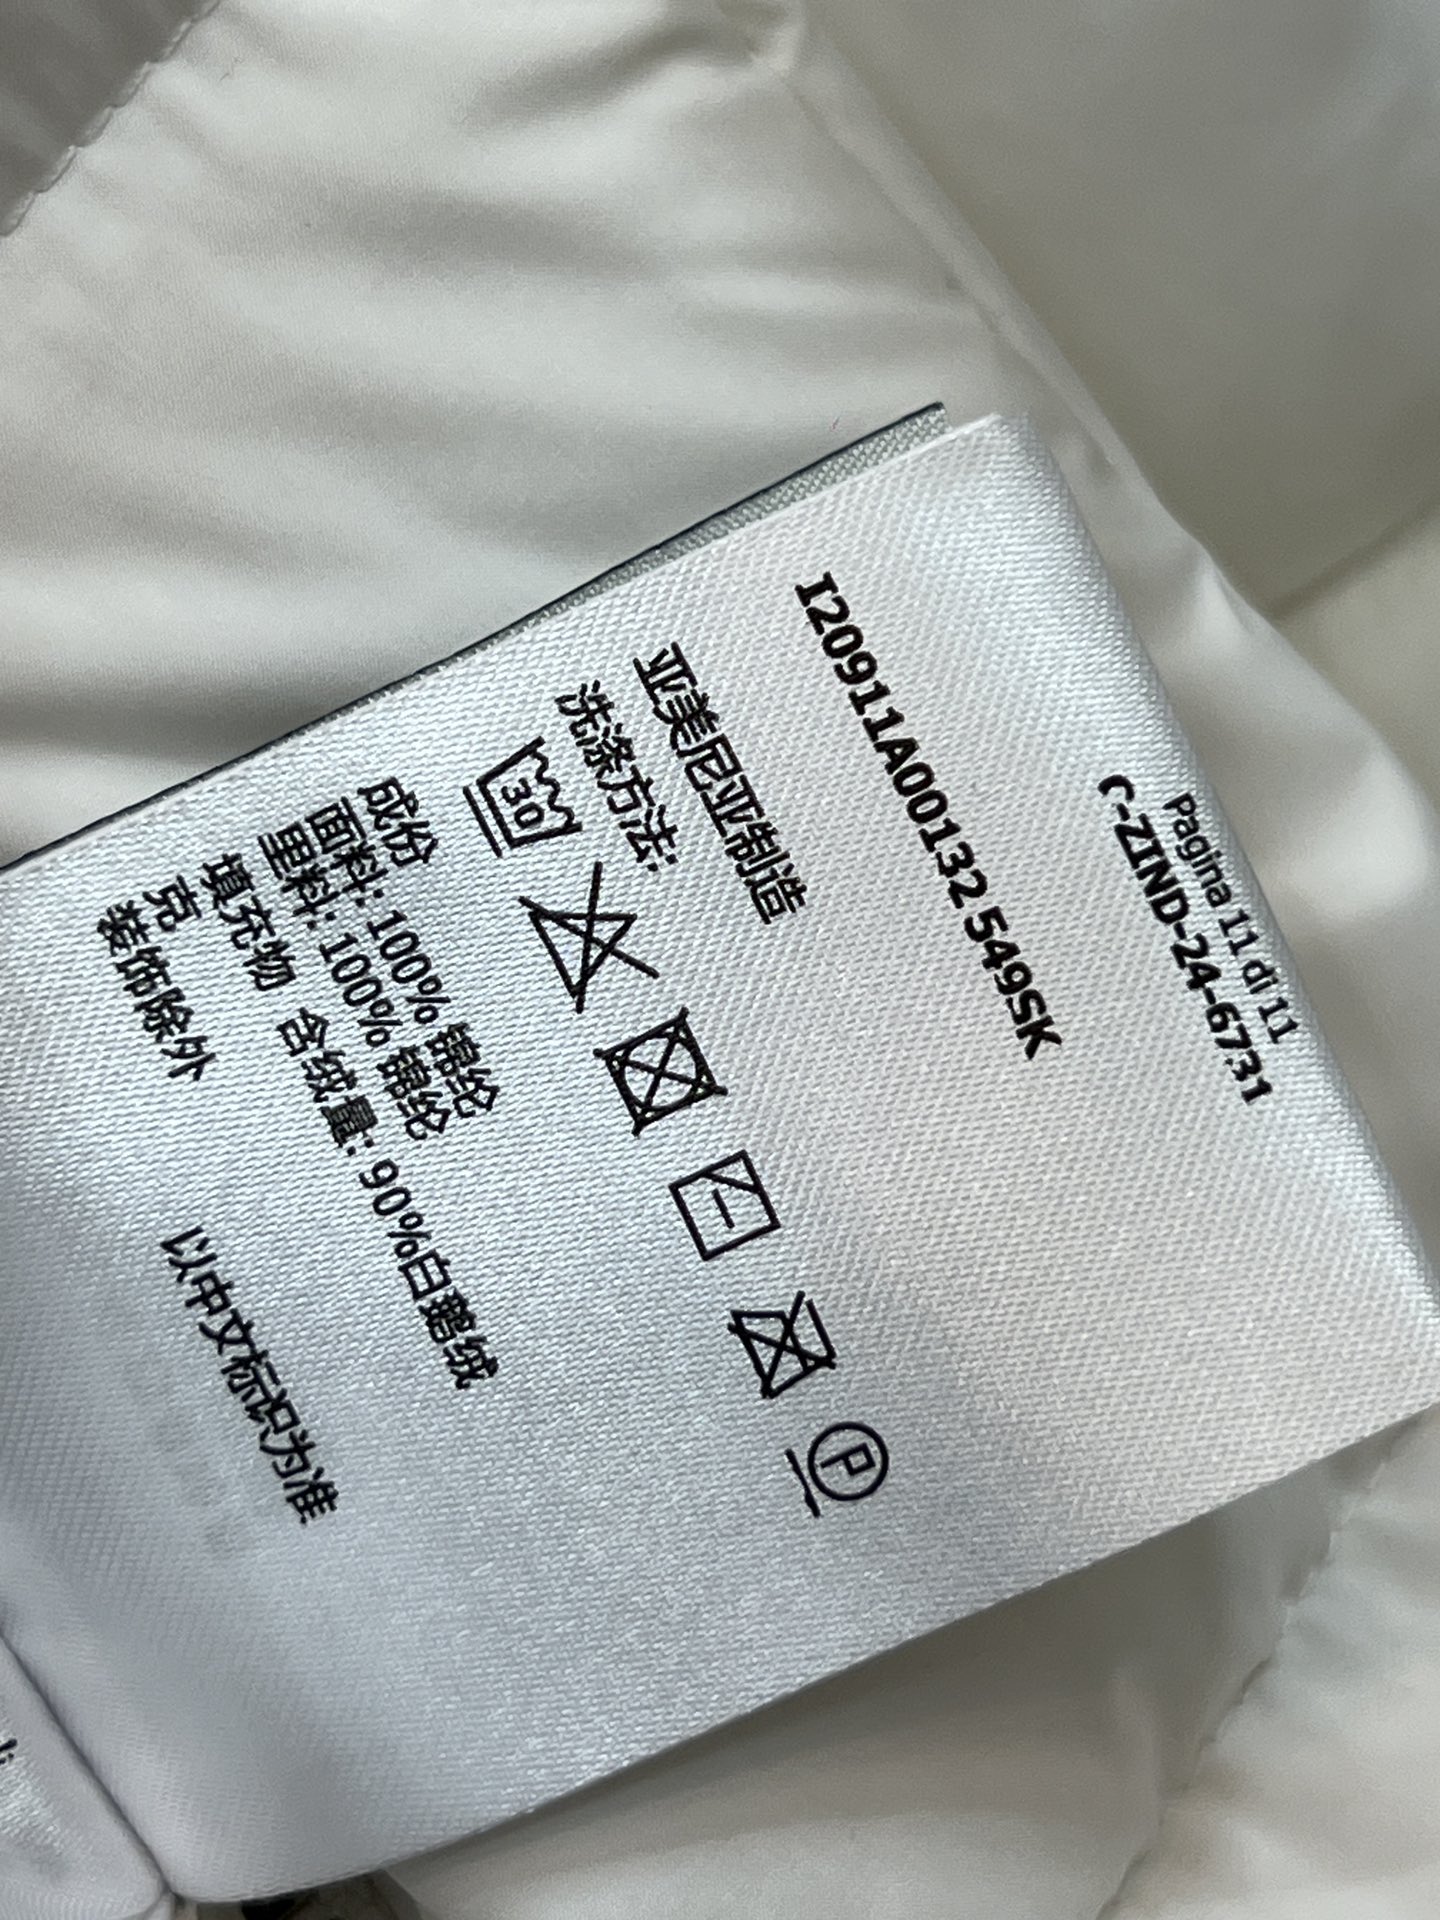 Pagina 11 di 11
C-ZIND-24-6731
I20911A00132 549SK
亚美尼亚制造
洗涤方法:
30
P
成份
面料: 100% 锦纶
里料: 100% 锦纶
填充物 含绒量: 90%白鹅绒
克
装饰除外
以中文标识为准